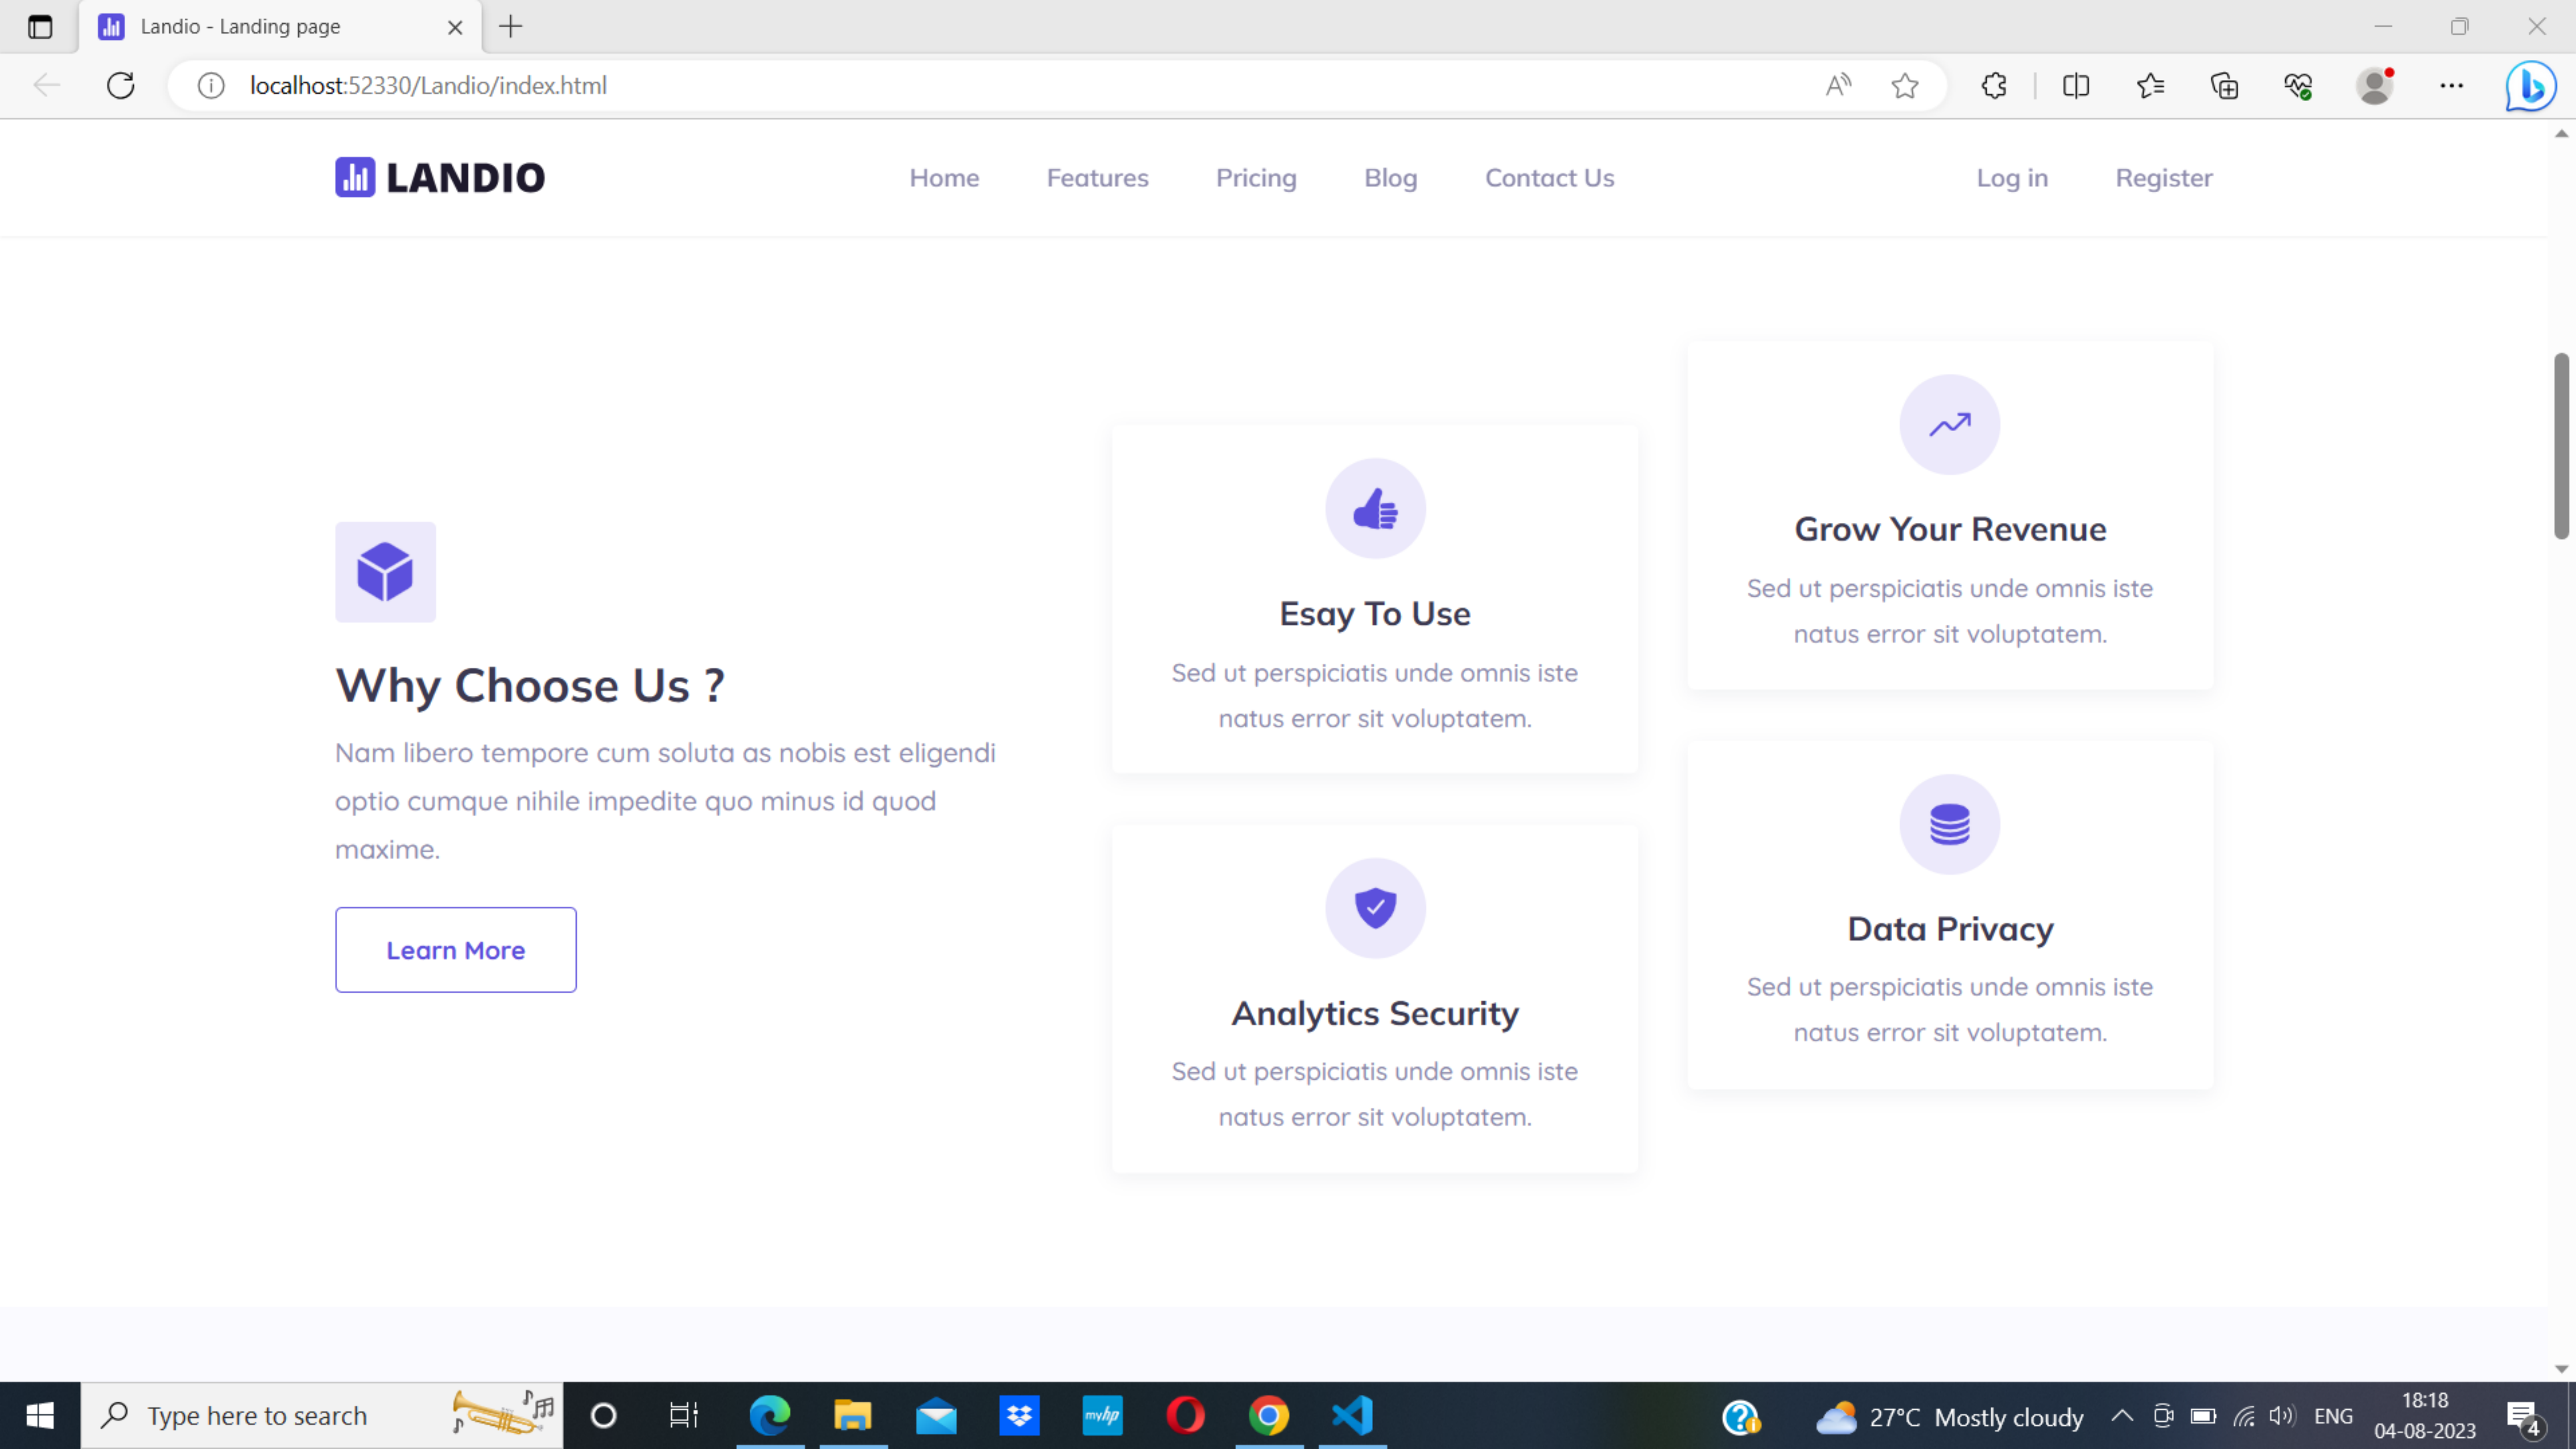 Landio - Landing page
localhost:52330/Landio/index.html
LANDIO
Home Features Pricing Blog Contact Us Log in Register
Why Choose Us ?
Nam libero tempore cum soluta as nobis est eligendi
optio cumque nihile impedite quo minus id quod
maxime.
Learn More
Esay To Use
Sed ut perspiciatis unde omnis iste
natus error sit voluptatem.
Grow Your Revenue
Sed ut perspiciatis unde omnis iste
natus error sit voluptatem.
Analytics Security
Sed ut perspiciatis unde omnis iste
natus error sit voluptatem.
Data Privacy
Sed ut perspiciatis unde omnis iste
natus error sit voluptatem.
Type here to search
myhp
27°C Mostly cloudy
ENG
18:18
04-08-2023
4